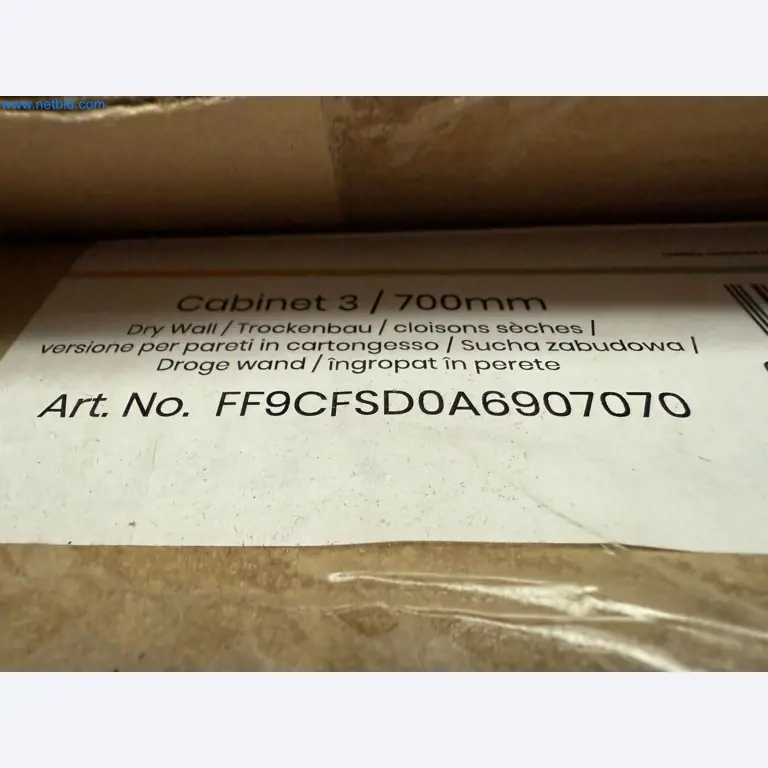 www.netbid.com
Cabinet 3 / 700mm
Dry Wall / Trockenbau / cloisons sèches /
versione per pareti in cartongesso / Sucha zabudowa /
Droge wand / îngropat în perete
Art. No. FF9CFSD0A6907070